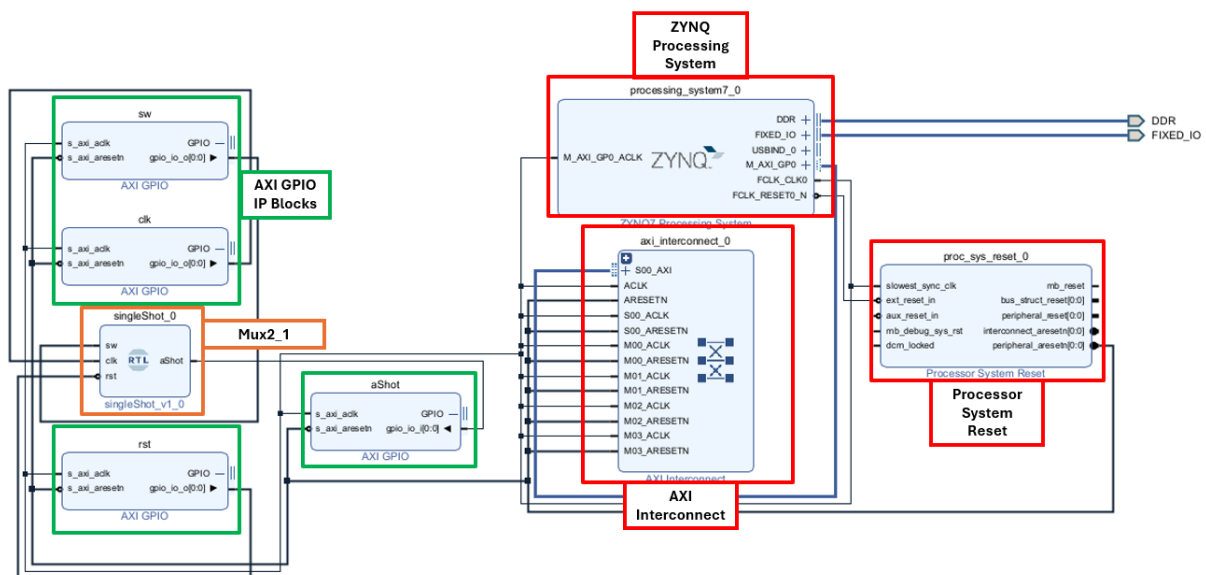 ZYNQ
Processing
System
processing_system7_0
DDR
FIXED_IO
USBIND_0
M_AXI_GP0_ACLK
ZYNQ
M_AXI_GP0
FCLK_CLK0
FCLK_RESET0_N
ZYNQ7 Processing System
DDR
FIXED_IO
sw
s_axi_aclk
GPIO
s_axi_aresetn
gpio_io_o[0:0]
AXI GPIO
AXI GPIO
IP Blocks
clk
s_axi_aclk
GPIO
s_axi_aresetn
gpio_io_o[0:0]
AXI GPIO
singleShot_0
Mux2_1
sw
clk
RTL
aShot
rst
singleShot_v1_0
rst
s_axi_aclk
GPIO
s_axi_aresetn
gpio_io_o[0:0]
AXI GPIO
aShot
s_axi_aclk
GPIO
s_axi_aresetn
gpio_io_i[0:0]
AXI GPIO
axi_interconnect_0
S00_AXI
ACLK
ARESETN
S00_ACLK
S00_ARESETN
M00_ACLK
M00_ARESETN
M01_ACLK
M01_ARESETN
M02_ACLK
M02_ARESETN
M03_ACLK
M03_ARESETN
AXI Interconnect
AXI
Interconnect
proc_sys_reset_0
slowest_sync_clk
mb_reset
ext_reset_in
bus_struct_reset[0:0]
aux_reset_in
peripheral_reset[0:0]
mb_debug_sys_rst
interconnect_aresetn[0:0]
dcm_locked
peripheral_aresetn[0:0]
Processor System Reset
Processor
System
Reset